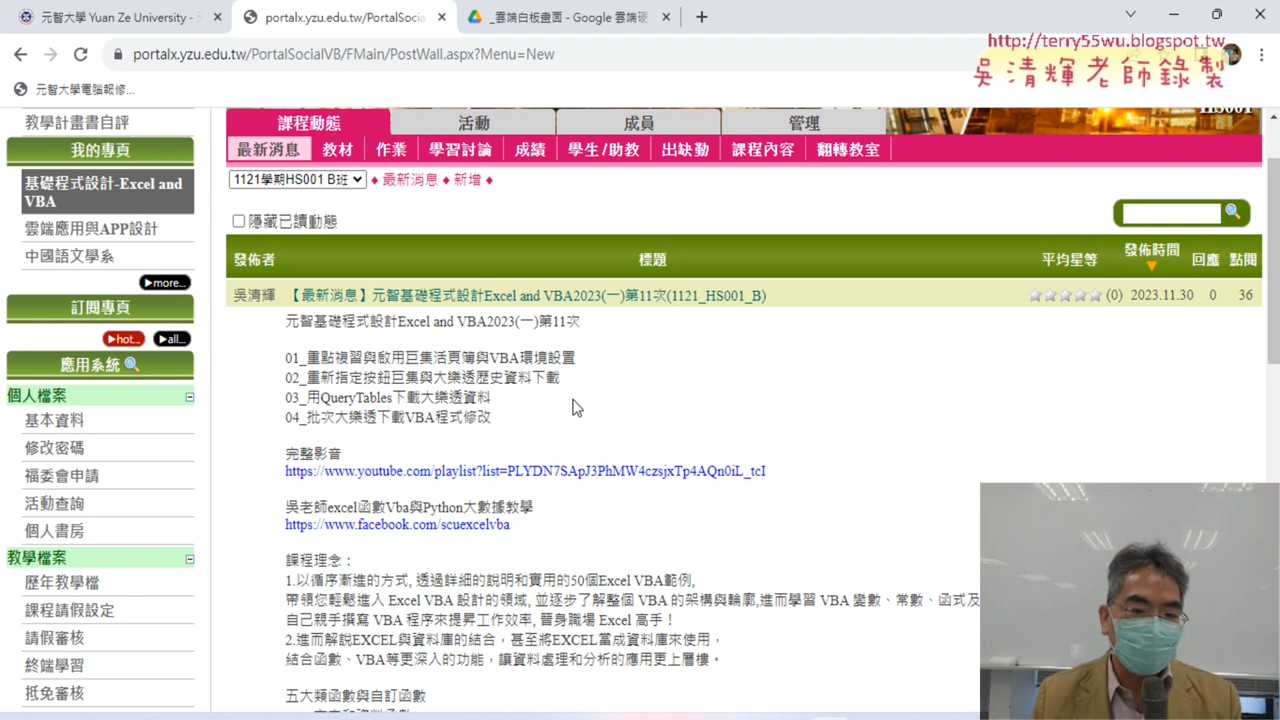 元智大學 Yuan Ze University -
portalx.yzu.edu.tw/PortalSocia
_雲端白板畫面 - Google 雲端硬
portalx.yzu.edu.tw/PortalSocialVB/FMain/PostWall.aspx?Menu=New
http://terry55wu.blogspot.tw
吳清輝老師錄製
元智大學電腦報修...
教學計畫書自評
我的專頁
基礎程式設計-Excel and
VBA
雲端應用與APP設計
中國語文學系
▶more...
訂閱專頁
▶hot... ▶all...
應用系統
個人檔案
基本資料
修改密碼
福委會申請
活動查詢
個人書房
教學檔案
歷年教學檔
課程請假設定
請假審核
終端學習
抵免審核
HS001
課程動態 活動 成員 管理
最新消息 教材 作業 學習討論 成績 學生/助教 出缺勤 課程內容 翻轉教室
1121學期HS001 B班 ♦ 最新消息 ♦ 新增 ♦
隱藏已讀動態
發佈者 標題 平均星等 發佈時間 回應 點閱
吳清輝 【最新消息】元智基礎程式設計Excel and VBA2023(一)第11次(1121_HS001_B) (0) 2023.11.30 0 36
元智基礎程式設計Excel and VBA2023(一)第11次
01_重點複習與啟用巨集活頁簿與VBA環境設置
02_重新指定按鈕巨集與大樂透歷史資料下載
03_用QueryTables下載大樂透資料
04_批次大樂透下載VBA程式修改
完整影音
https://www.youtube.com/playlist?list=PLYDN7SApJ3PhMW4czsjxTp4AQn0iL_tcI
吳老師excel函數Vba與Python大數據教學
https://www.facebook.com/scuexcelvba
課程理念：
1.以循序漸進的方式, 透過詳細的說明和實用的50個Excel VBA範例,
帶領您輕鬆進入 Excel VBA 設計的領域, 並逐步了解整個 VBA 的架構與輪廓,進而學習 VBA 變數、常數、函式及
自己親手撰寫 VBA 程序來提昇工作效率, 晉身職場 Excel 高手！
2.進而解說EXCEL與資料庫的結合，甚至將EXCEL當成資料庫來使用，
結合函數、VBA等更深入的功能，讓資料處理和分析的應用更上層樓。
五大類函數與自訂函數